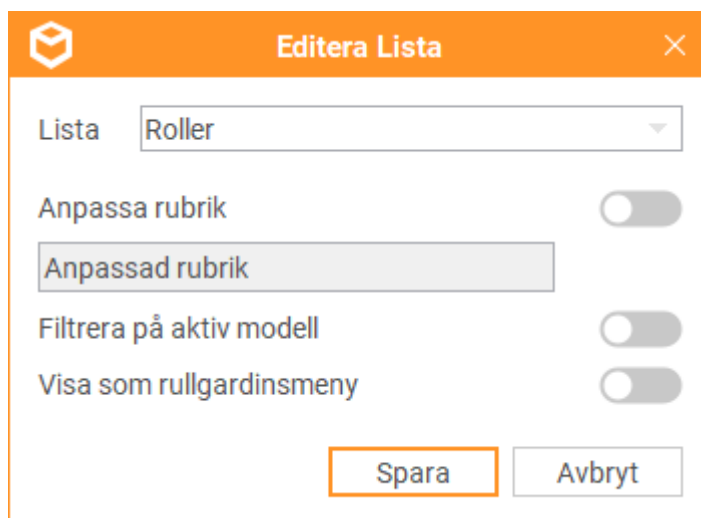 Editera Lista
Lista Roller
Anpassa rubrik
Anpassad rubrik
Filtrera på aktiv modell
Visa som rullgardinsmeny
Spara Avbryt